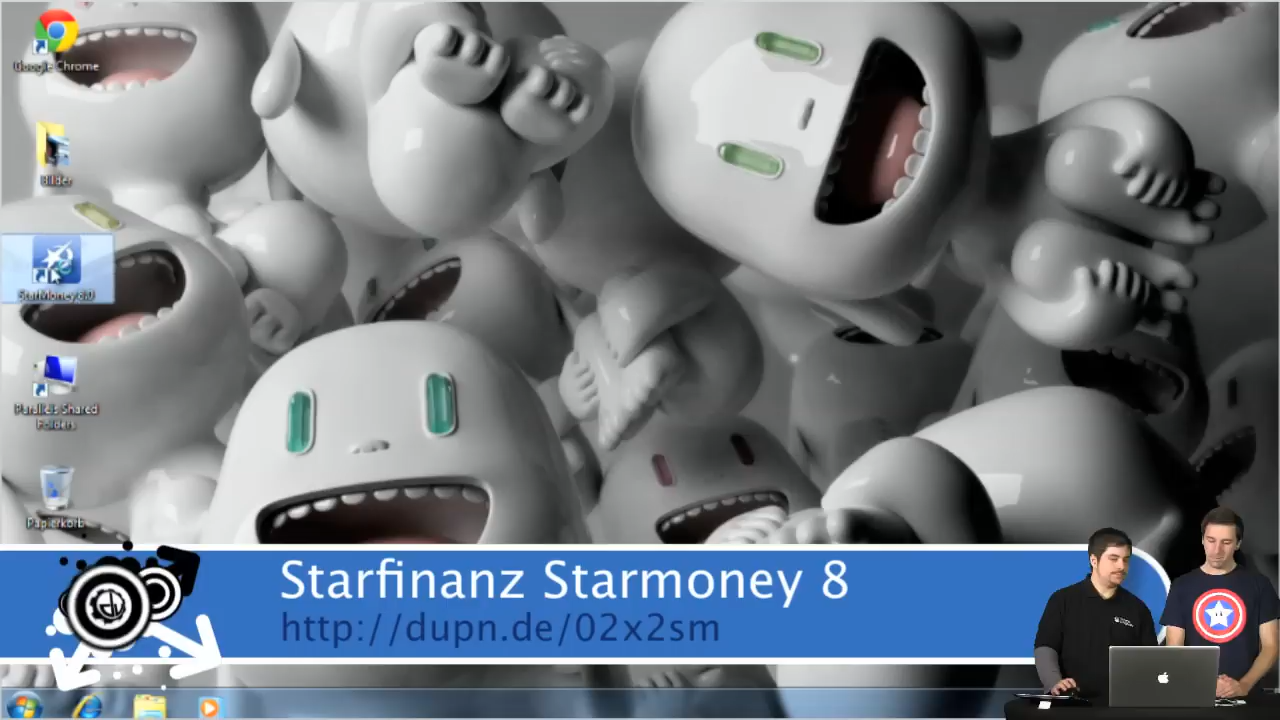 Google Chrome
Bilder
StarMoney 8.0
Parallels Shared
Folders
Papierkorb
Starfinanz Starmoney 8
http://dupn.de/02x2sm